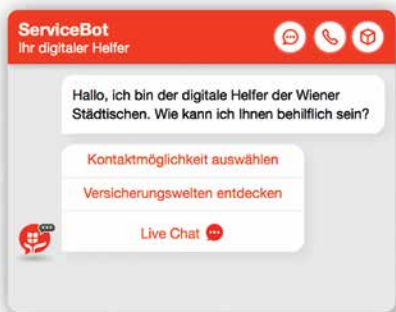 ServiceBot
Ihr digitaler Helfer
Hallo, ich bin der digitale Helfer der Wiener
Städtischen. Wie kann ich Ihnen behilflich sein?
Kontaktmöglichkeit auswählen
Versicherungswelten entdecken
Live Chat